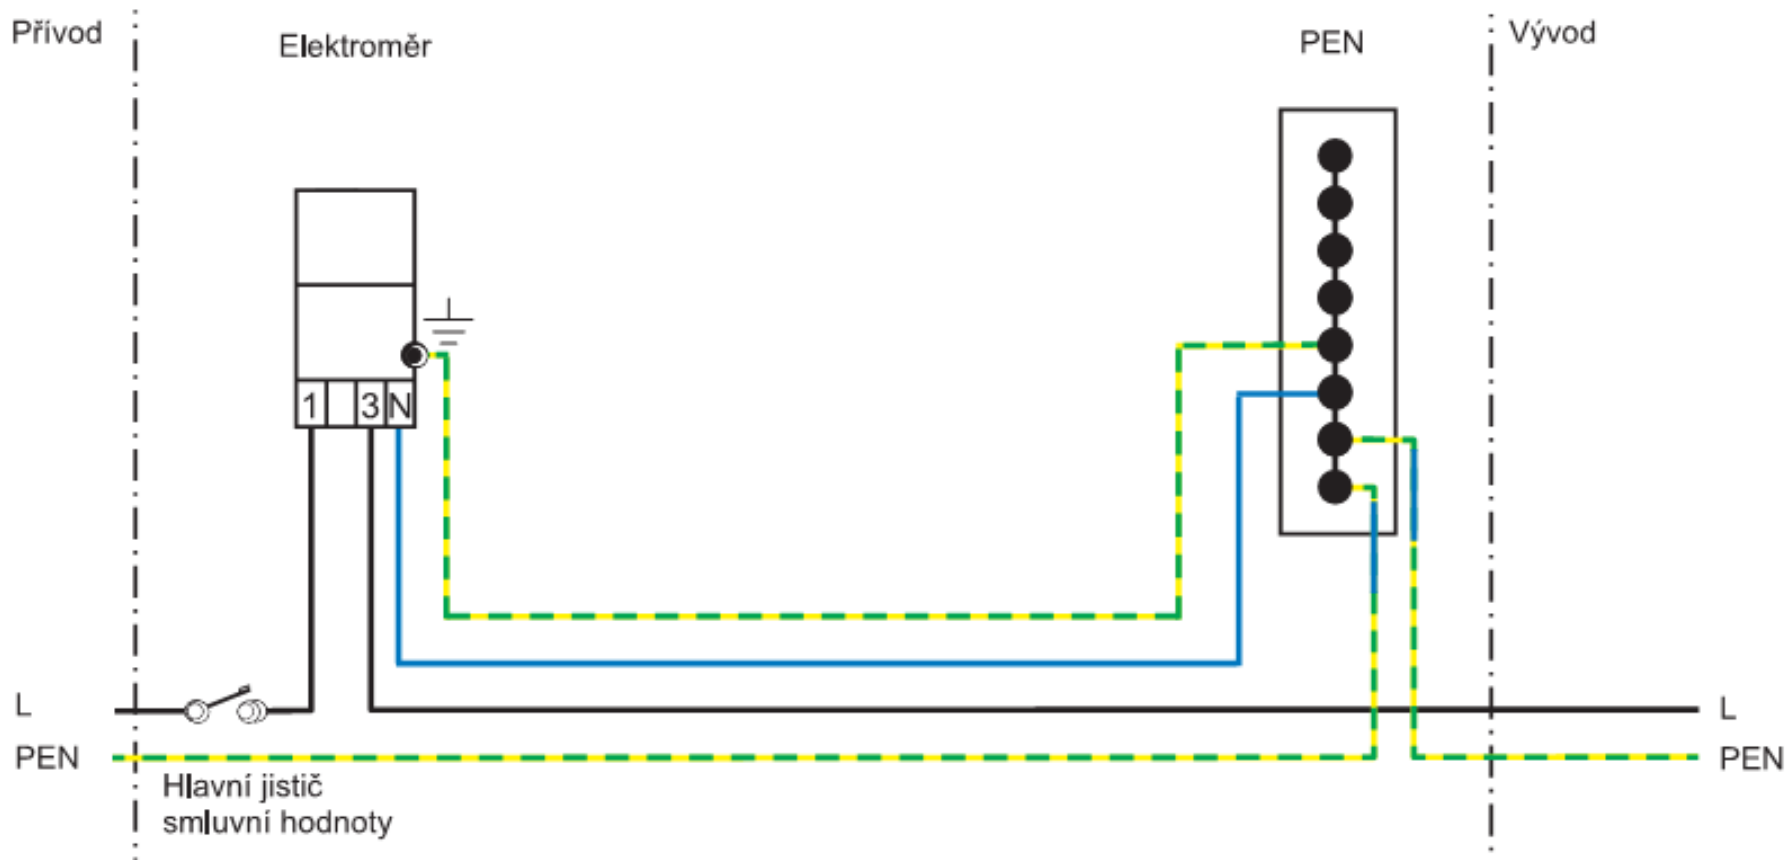 Přívod
Elektroměr
PEN
Vývod
1 3 N
L
L
PEN
PEN
Hlavní jistič
smluvní hodnoty